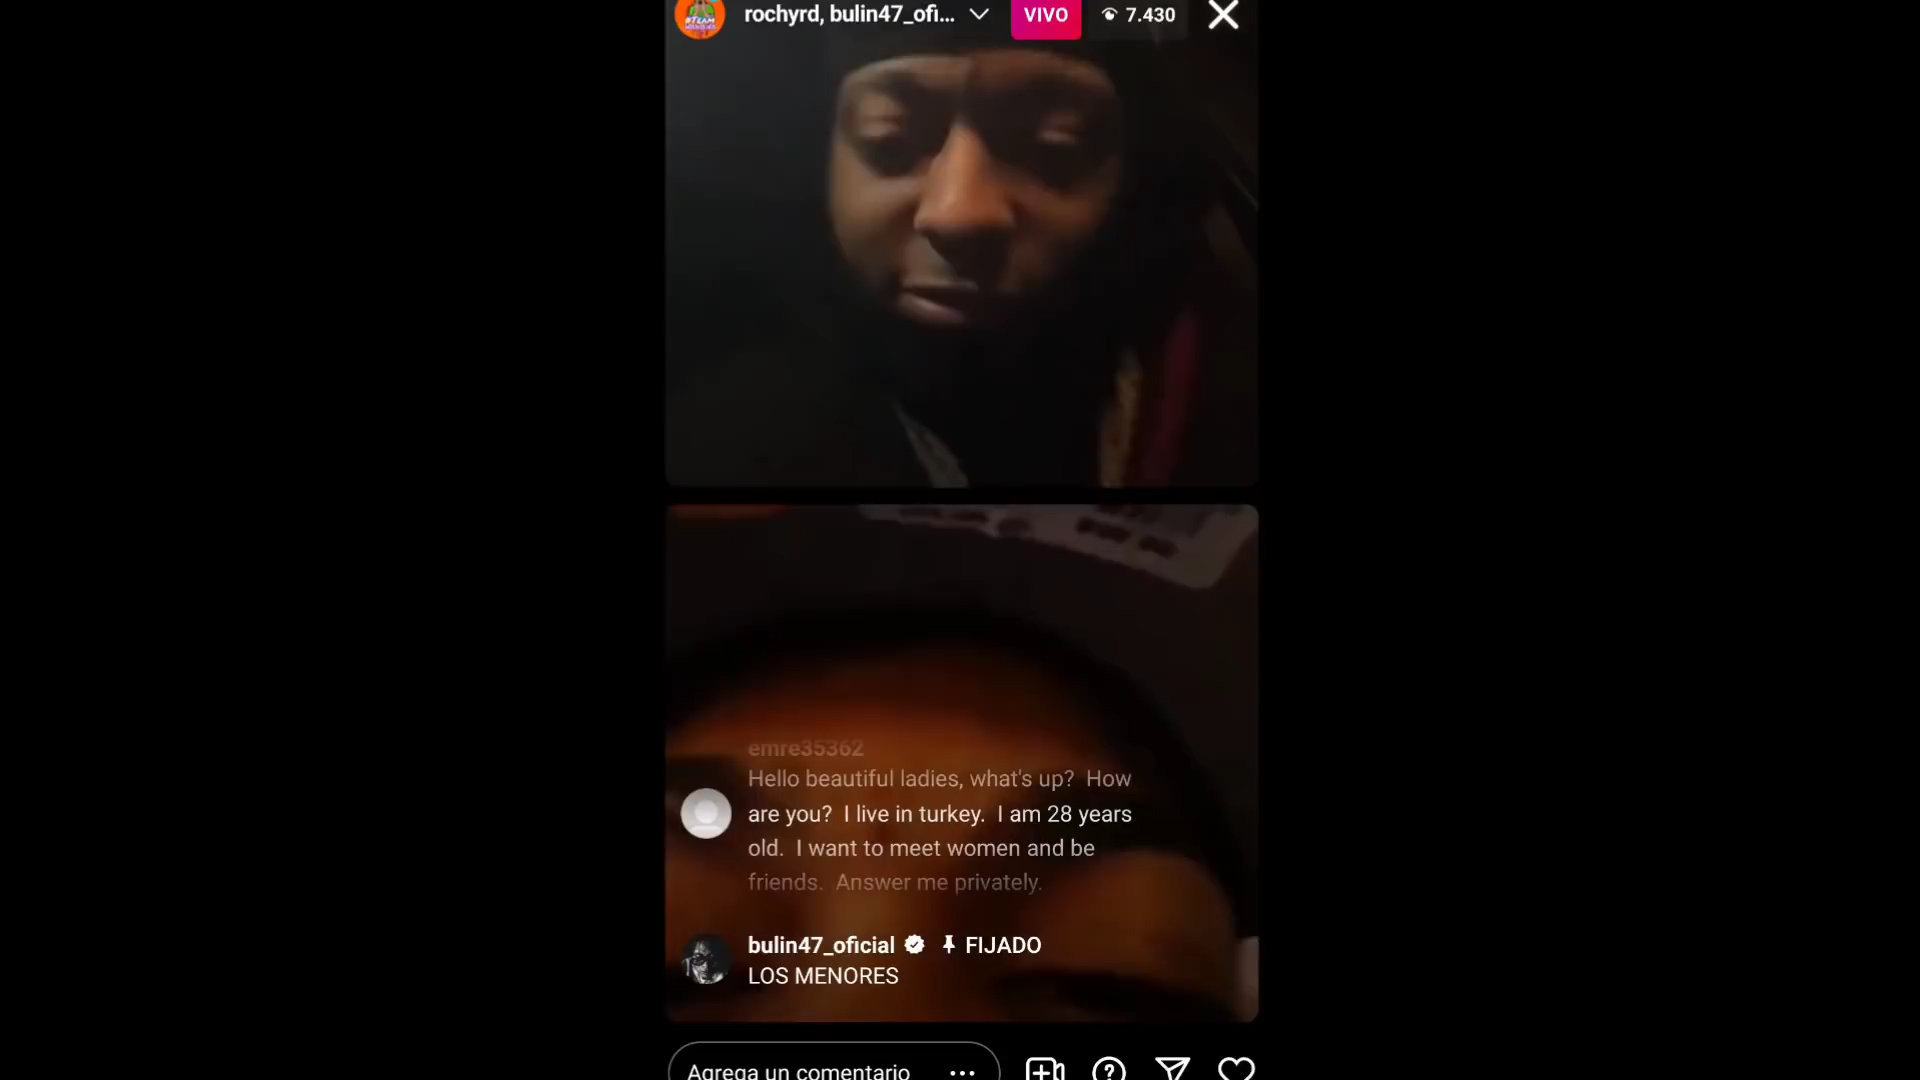 rochyrd, bulin47_ofi...
VIVO
7.430
emre35362
Hello beautiful ladies, what's up?  How
are you?  I live in turkey.  I am 28 years
old.  I want to meet women and be
friends.  Answer me privately.
bulin47_oficial FIJADO
LOS MENORES
Agrega un comentario